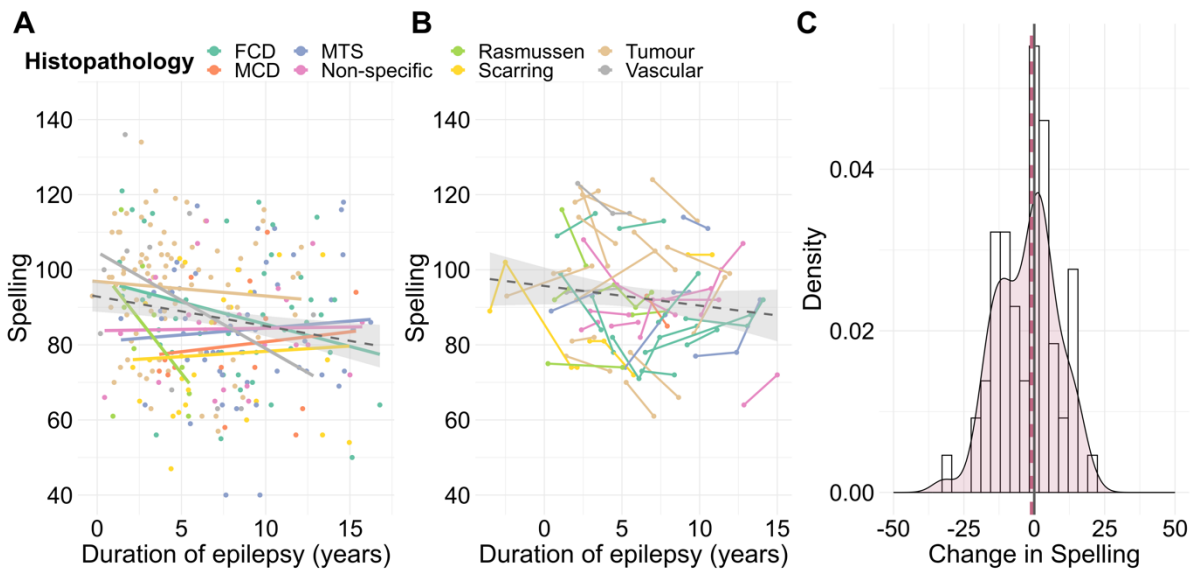 A B C
Histopathology
FCD MTS Rasmussen Tumour
MCD Non-specific Scarring Vascular
Spelling
140
120
100
80
60
40
0 5 10 15
Duration of epilepsy (years)
Spelling
140
120
100
80
60
40
0 5 10 15
Duration of epilepsy (years)
Density
0.04
0.02
0.00
-50 -25 0 25 50
Change in Spelling